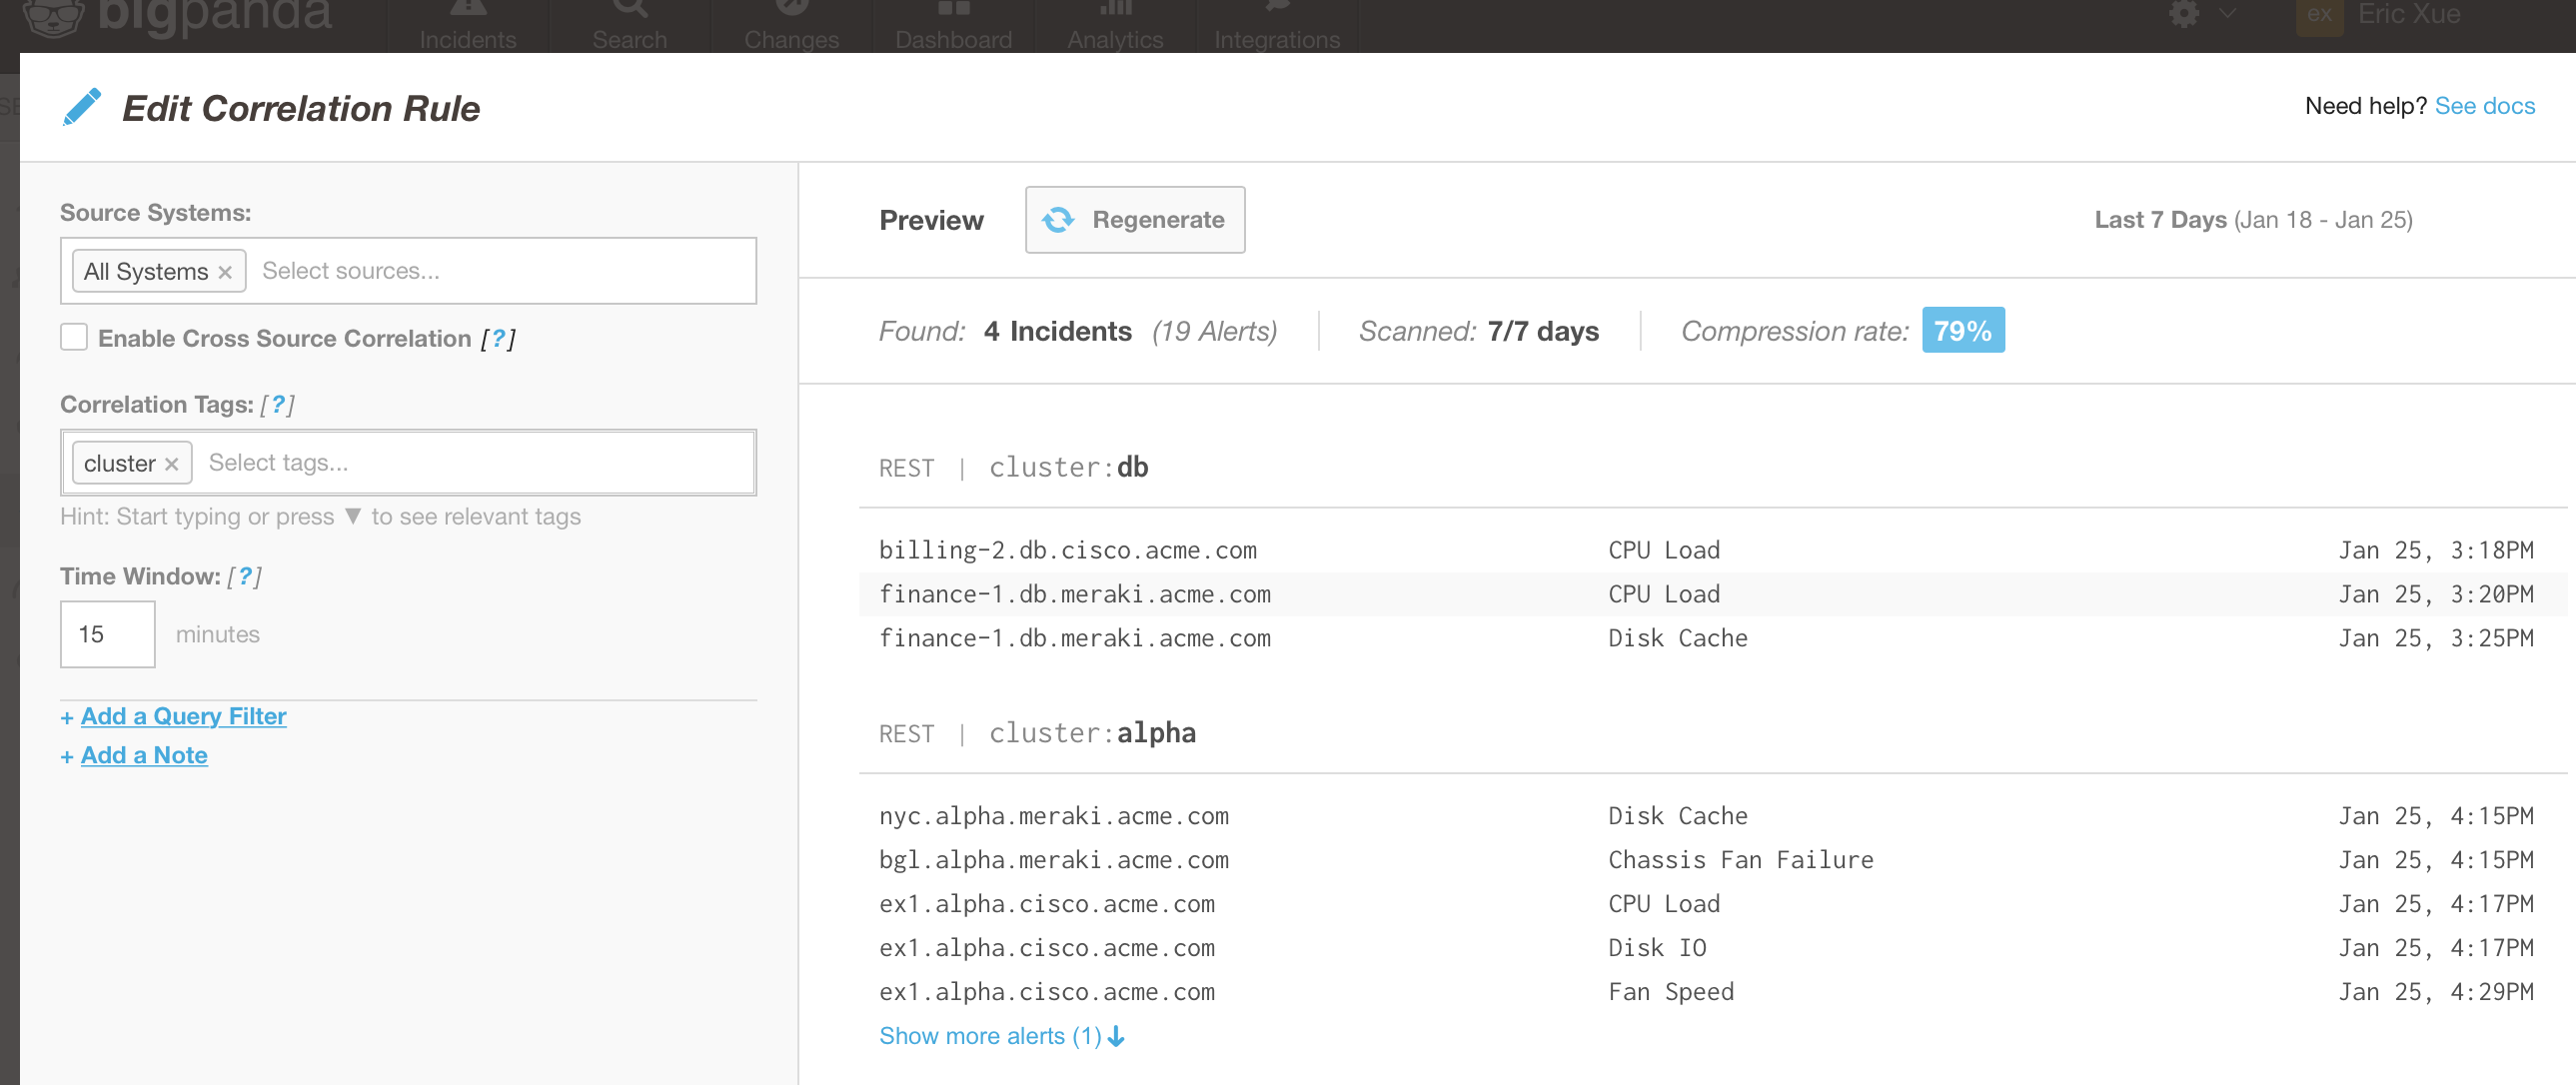 bigpanda
Incidents
Search
Changes
Dashboard
Analytics
Integrations
ex Eric Xue
Edit Correlation Rule
Need help? See docs
Source Systems:
All Systems × Select sources...
Enable Cross Source Correlation [?]
Correlation Tags: [?]
cluster × Select tags...
Hint: Start typing or press ▼ to see relevant tags
Time Window: [?]
15 minutes
+ Add a Query Filter
+ Add a Note
Preview Regenerate Last 7 Days (Jan 18 - Jan 25)
Found: 4 Incidents (19 Alerts) Scanned: 7/7 days Compression rate: 79%
REST | cluster:db
billing-2.db.cisco.acme.com CPU Load Jan 25, 3:18PM
finance-1.db.meraki.acme.com CPU Load Jan 25, 3:20PM
finance-1.db.meraki.acme.com Disk Cache Jan 25, 3:25PM
REST | cluster:alpha
nyc.alpha.meraki.acme.com Disk Cache Jan 25, 4:15PM
bgl.alpha.meraki.acme.com Chassis Fan Failure Jan 25, 4:15PM
ex1.alpha.cisco.acme.com CPU Load Jan 25, 4:17PM
ex1.alpha.cisco.acme.com Disk IO Jan 25, 4:17PM
ex1.alpha.cisco.acme.com Fan Speed Jan 25, 4:29PM
Show more alerts (1)